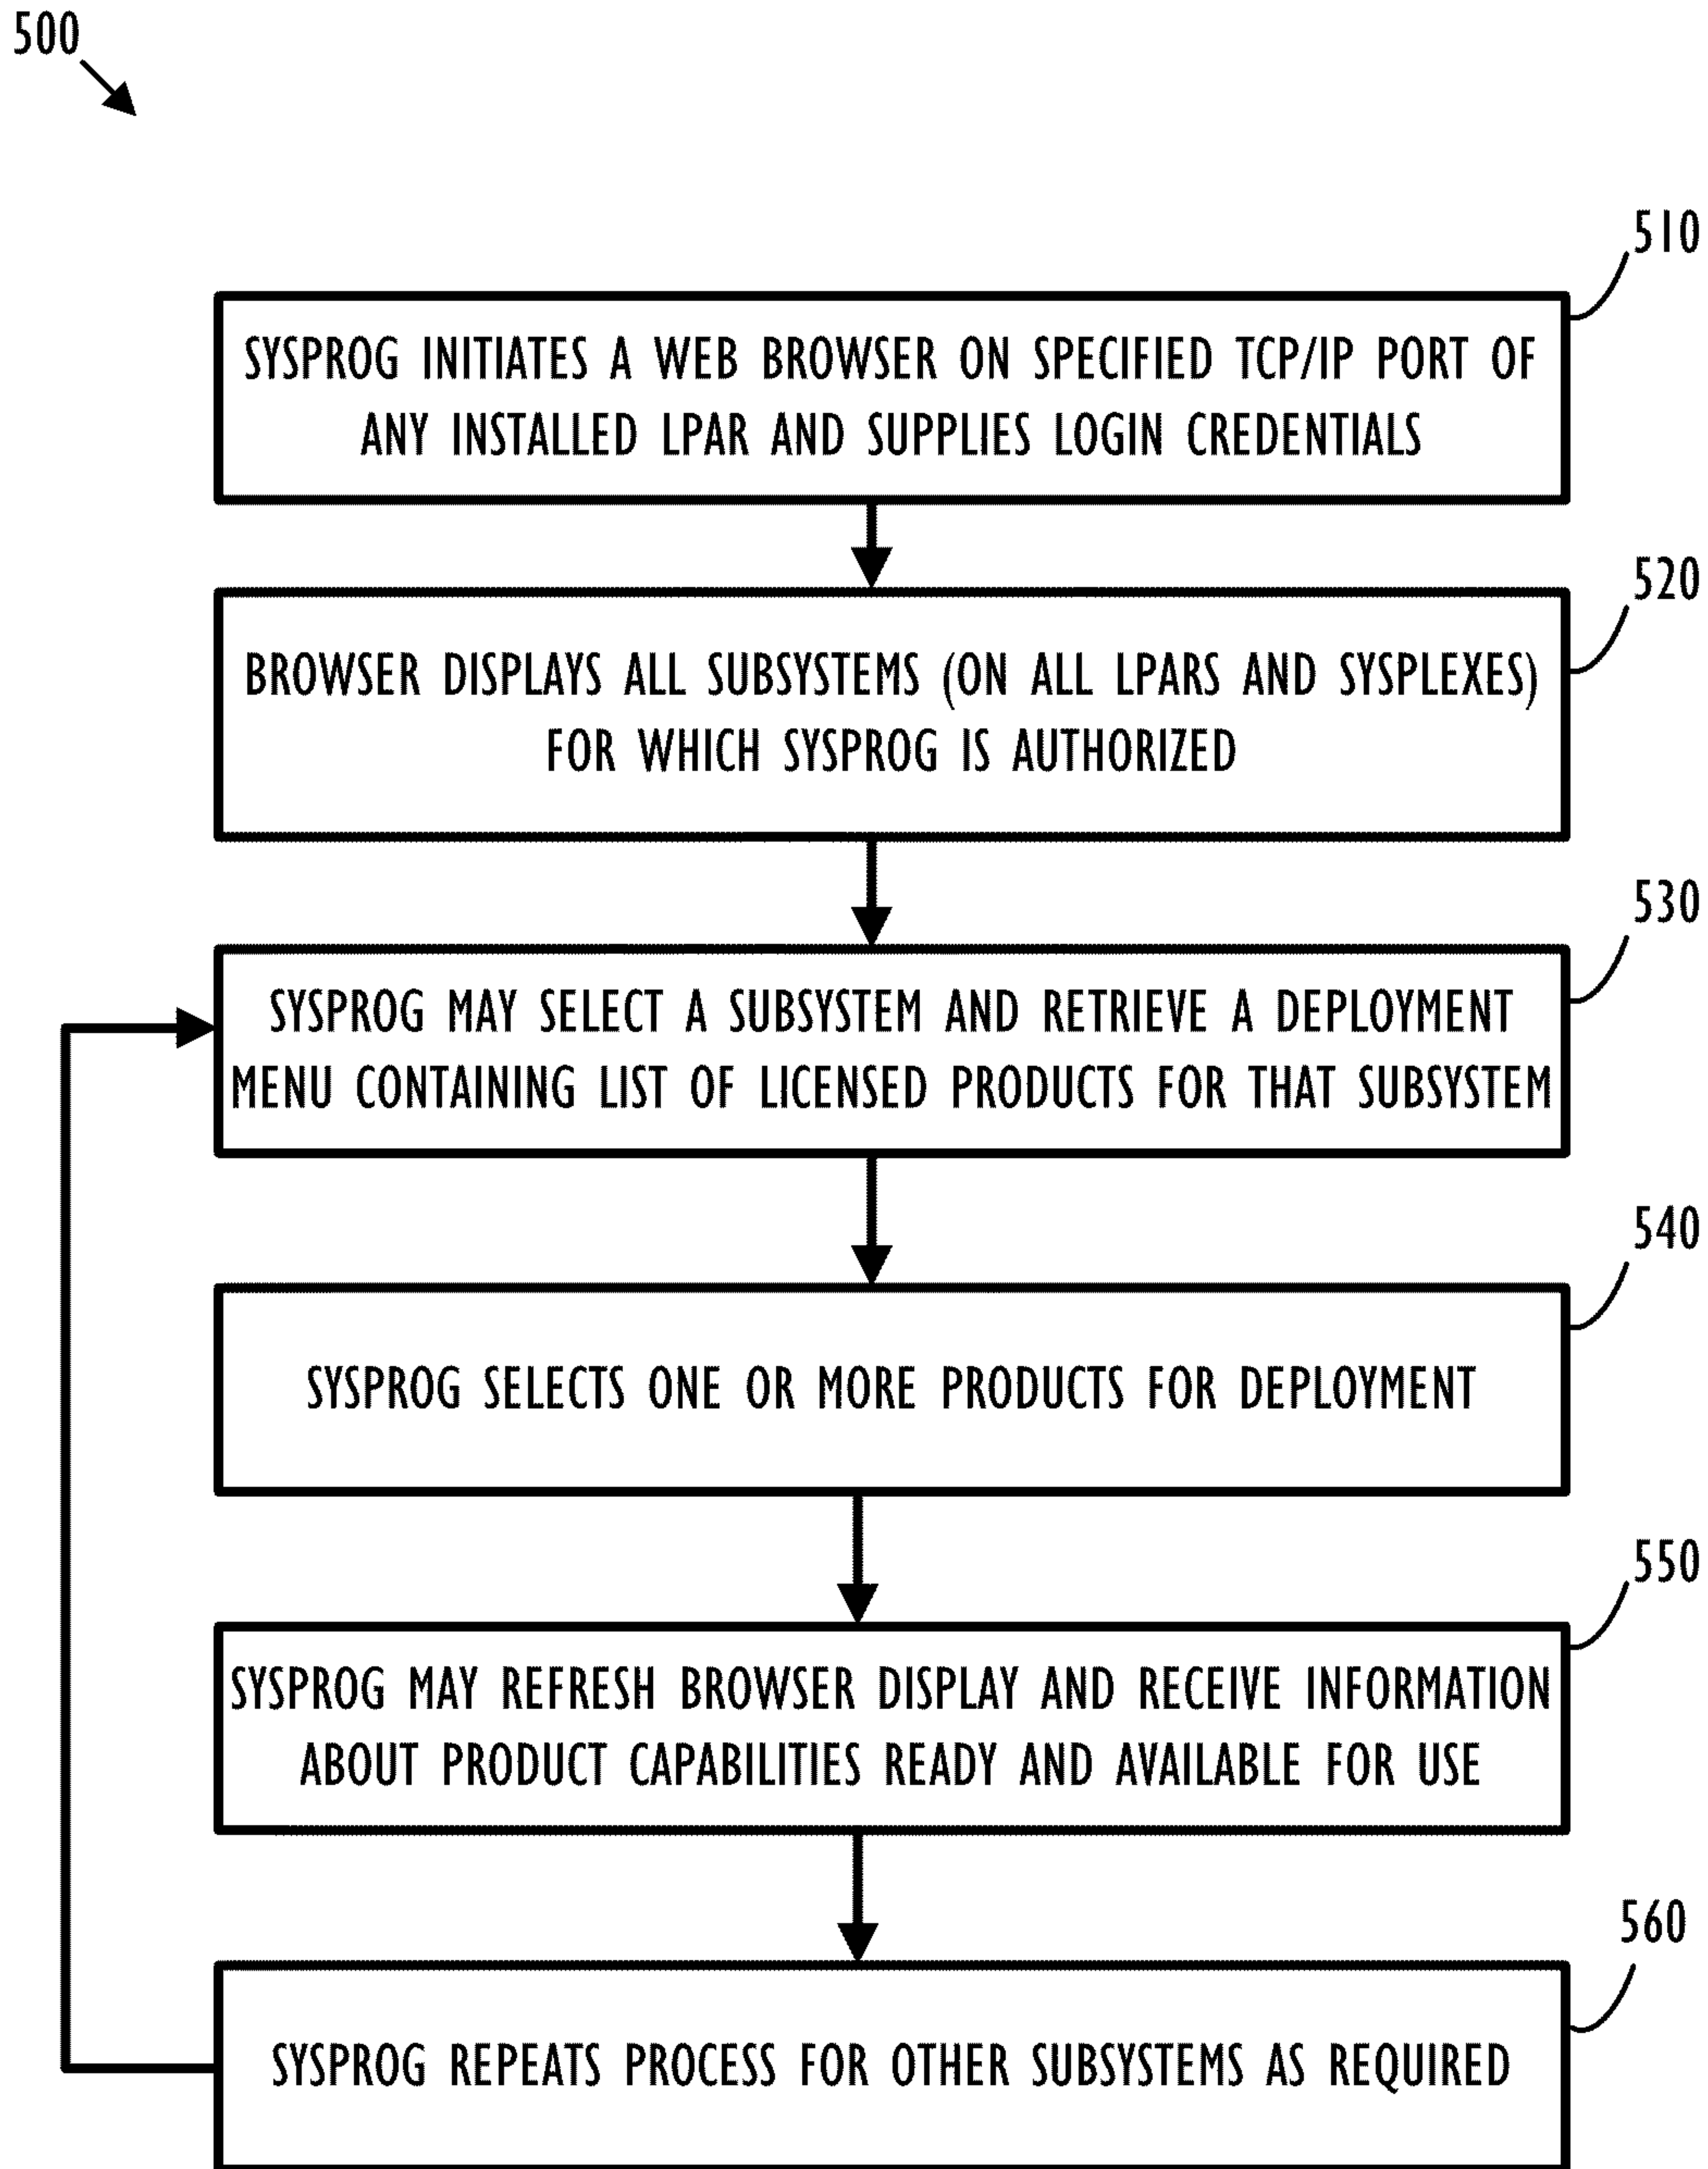 500
510
SYSPROG INITIATES A WEB BROWSER ON SPECIFIED TCP/IP PORT OF
ANY INSTALLED LPAR AND SUPPLIES LOGIN CREDENTIALS
520
BROWSER DISPLAYS ALL SUBSYSTEMS (ON ALL LPARS AND SYSPLEXES)
FOR WHICH SYSPROG IS AUTHORIZED
530
SYSPROG MAY SELECT A SUBSYSTEM AND RETRIEVE A DEPLOYMENT
MENU CONTAINING LIST OF LICENSED PRODUCTS FOR THAT SUBSYSTEM
540
SYSPROG SELECTS ONE OR MORE PRODUCTS FOR DEPLOYMENT
550
SYSPROG MAY REFRESH BROWSER DISPLAY AND RECEIVE INFORMATION
ABOUT PRODUCT CAPABILITIES READY AND AVAILABLE FOR USE
560
SYSPROG REPEATS PROCESS FOR OTHER SUBSYSTEMS AS REQUIRED